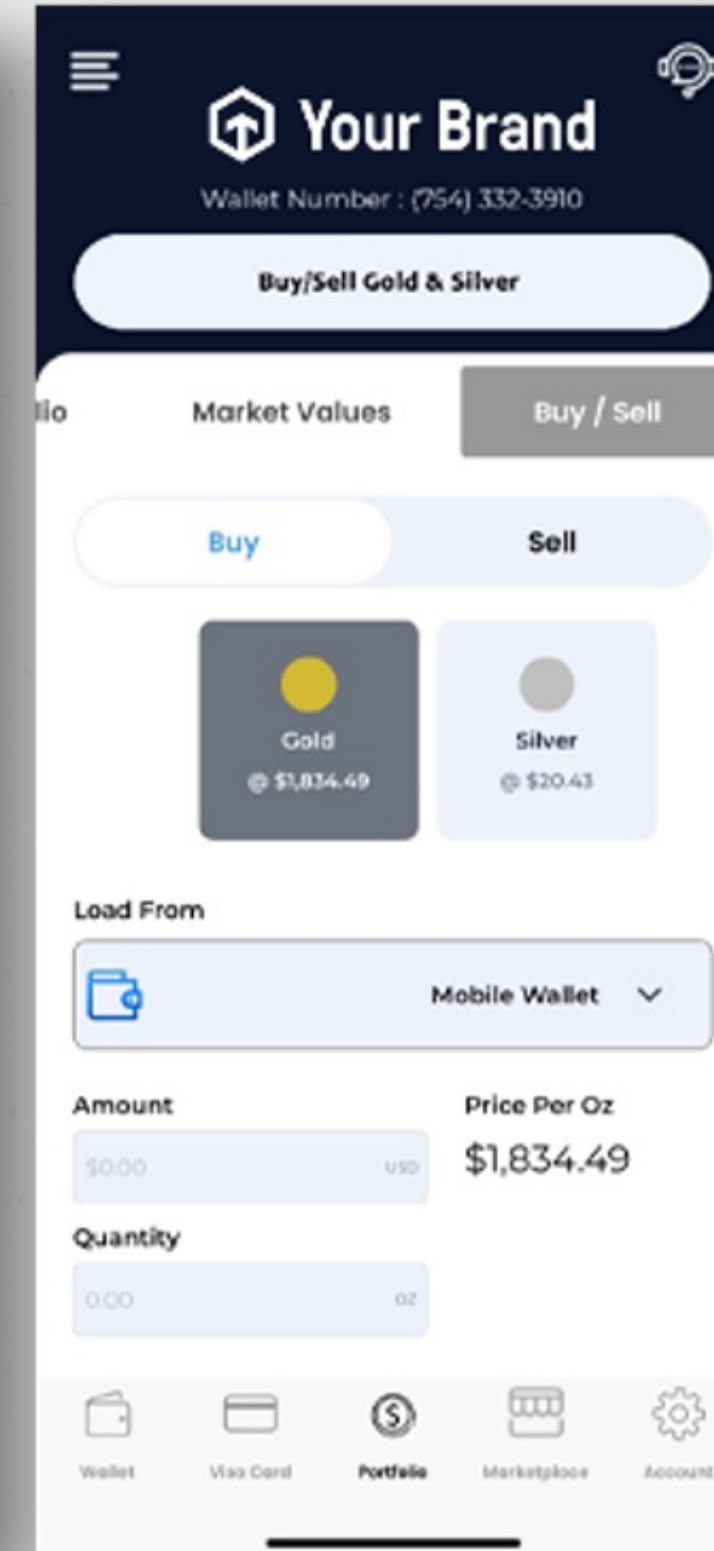 Your Brand
Wallet Number : (754) 332-3910
Buy/Sell Gold & Silver
lio Market Values Buy / Sell
Buy Sell
Gold Silver
@ $1,834.49 @ $20.43
Load From
Mobile Wallet
Amount Price Per Oz
$0.00 USD $1,834.49
Quantity
0.00 OZ
Wallet Visa Card Portfolio Marketplace Account